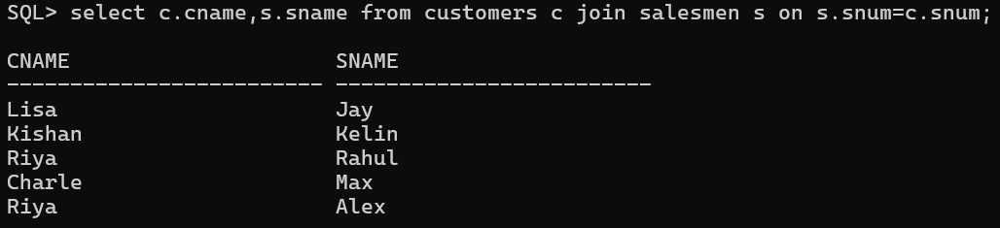 SQL> select c.cname,s.sname from customers c join salesmen s on s.snum=c.snum;
CNAME                     SNAME
------------------------- -------------------------
Lisa                      Jay
Kishan                    Kelin
Riya                      Rahul
Charle                    Max
Riya                      Alex